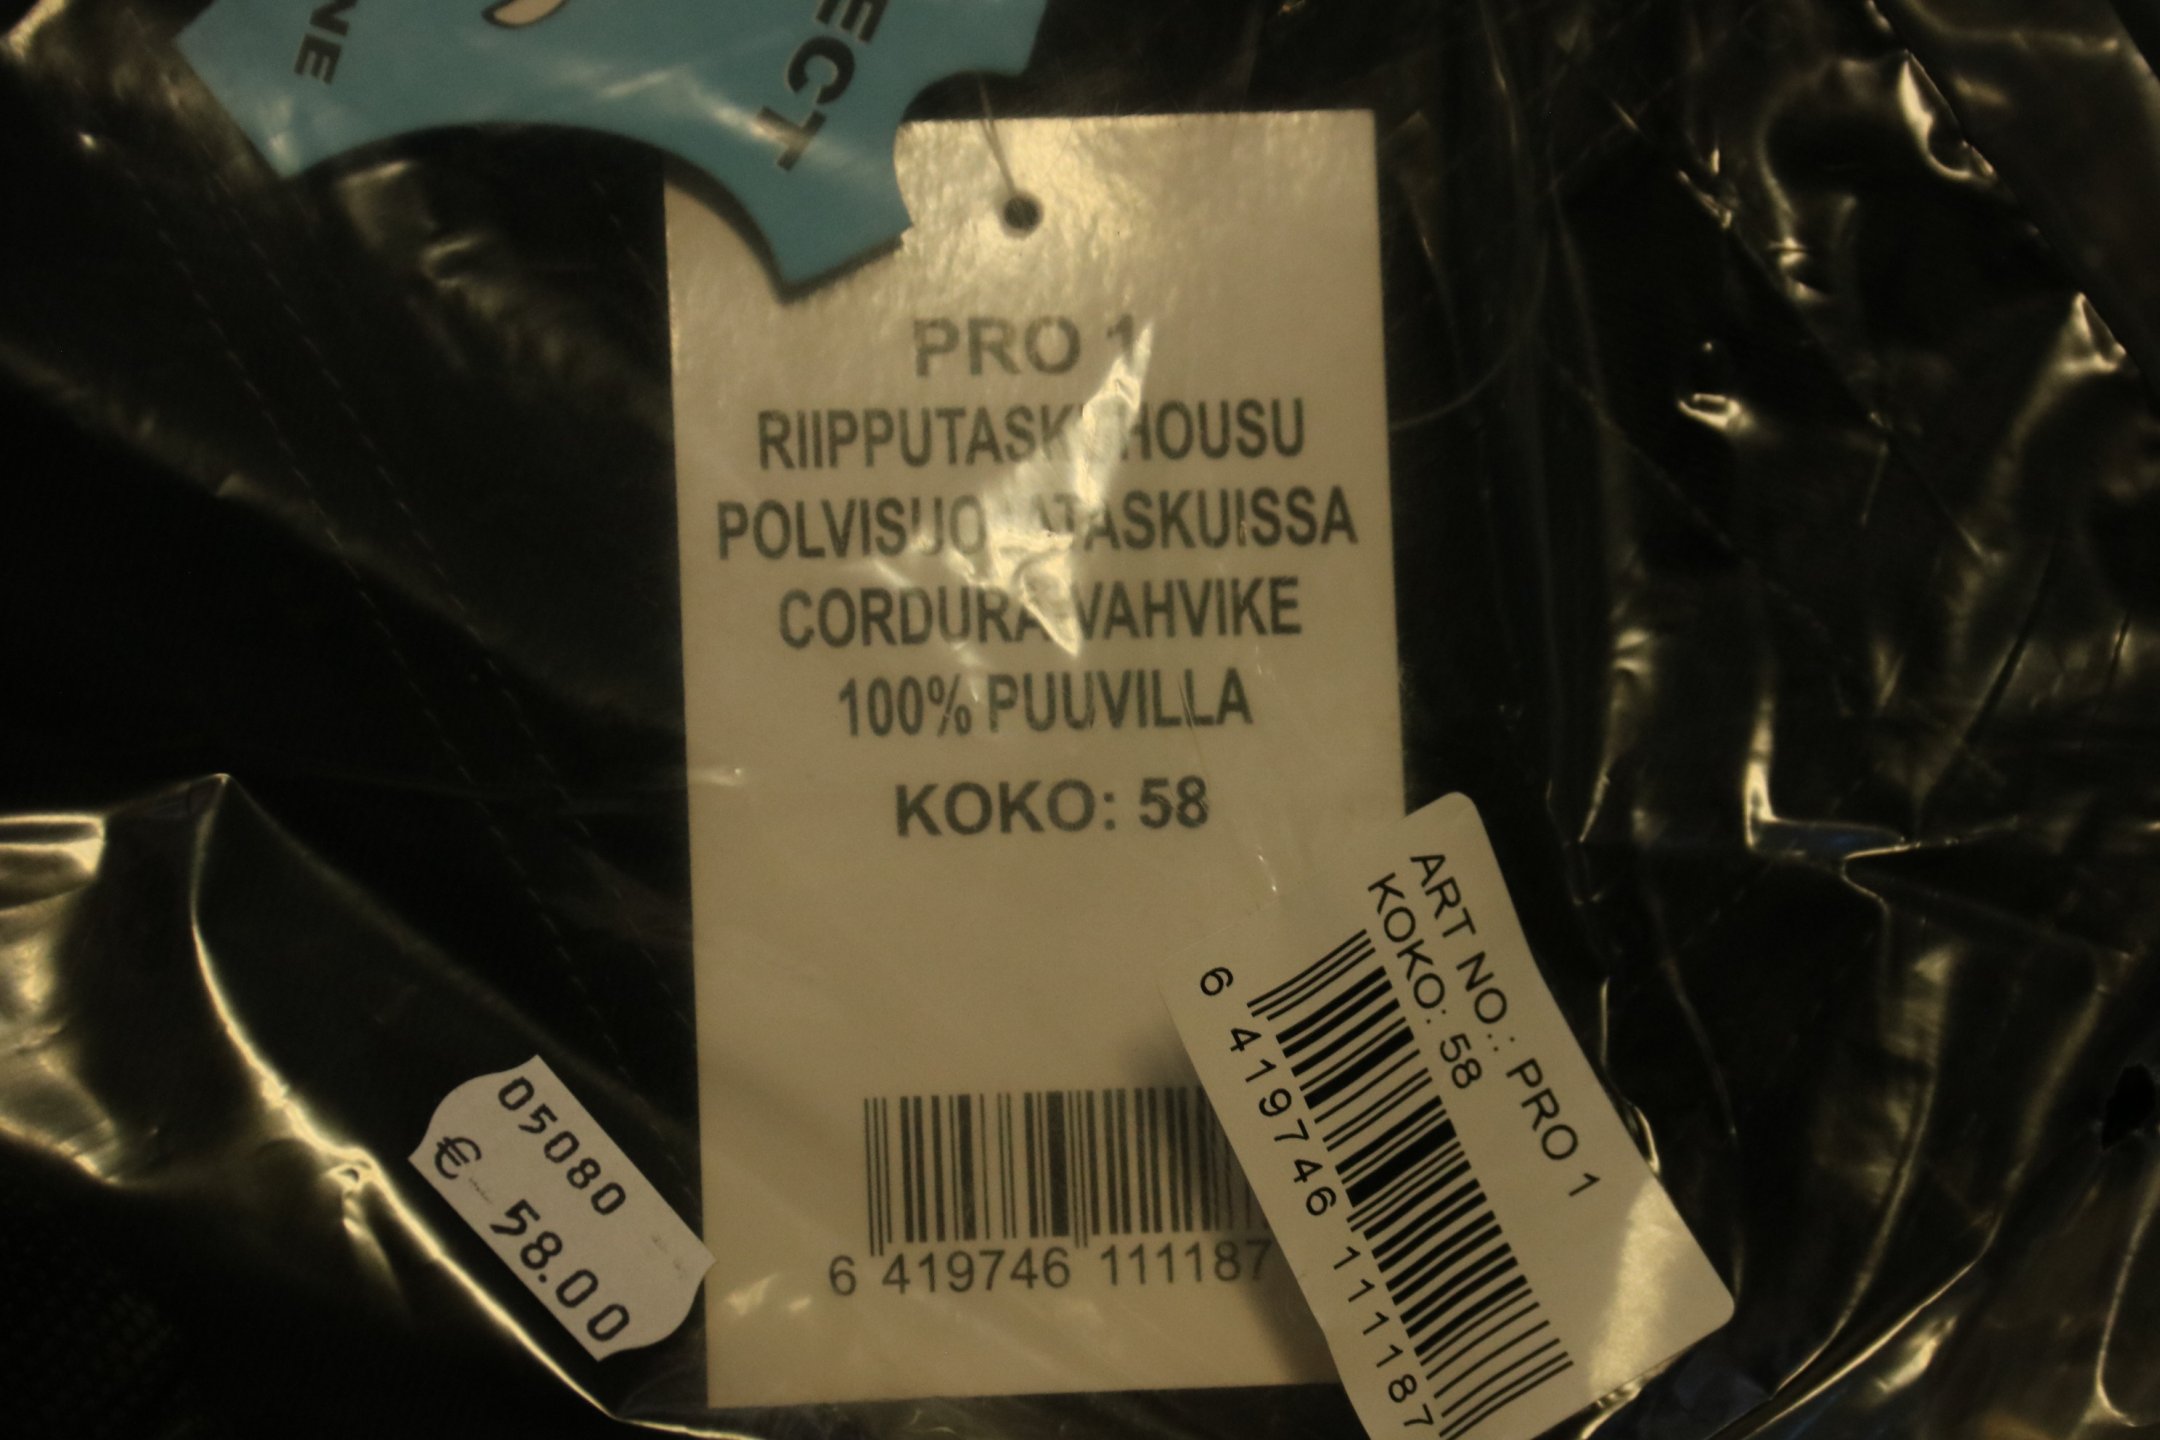 NE
ECT
PRO 1
RIIPPUTASKUHOUSU
CORDURA VAHVIKE
100% PUUVILLA
KOKO: 58
6 419746 111187
ART NO.: PRO 1
KOKO: 58
6 419746 111187
05080
€ 58.00